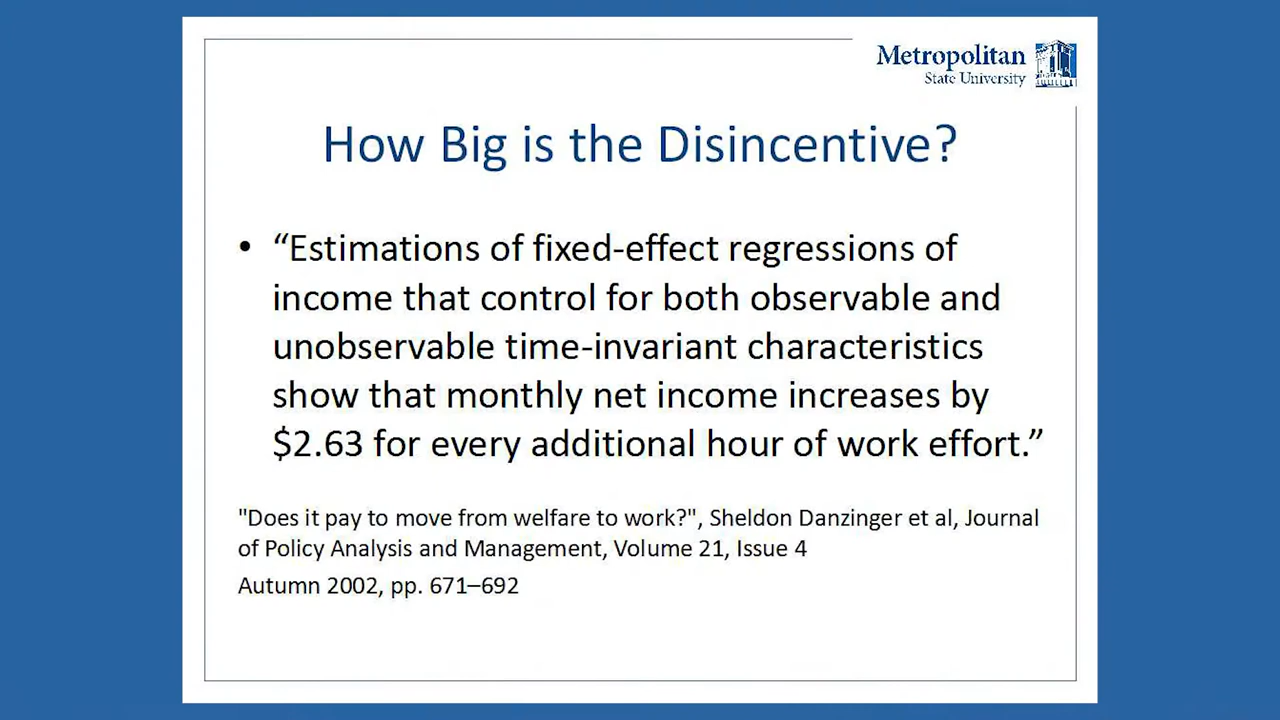 Metropolitan
State University
How Big is the Disincentive?
• “Estimations of fixed-effect regressions of
income that control for both observable and
unobservable time-invariant characteristics
show that monthly net income increases by
$2.63 for every additional hour of work effort.”
"Does it pay to move from welfare to work?", Sheldon Danzinger et al, Journal
of Policy Analysis and Management, Volume 21, Issue 4
Autumn 2002, pp. 671–692